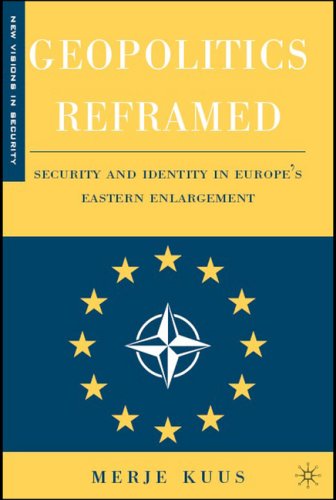 NEW VISIONS IN SECURITY
GEOPOLITICS
REFRAMED
SECURITY AND IDENTITY IN EUROPE'S
EASTERN ENLARGEMENT
MERJE KUUS